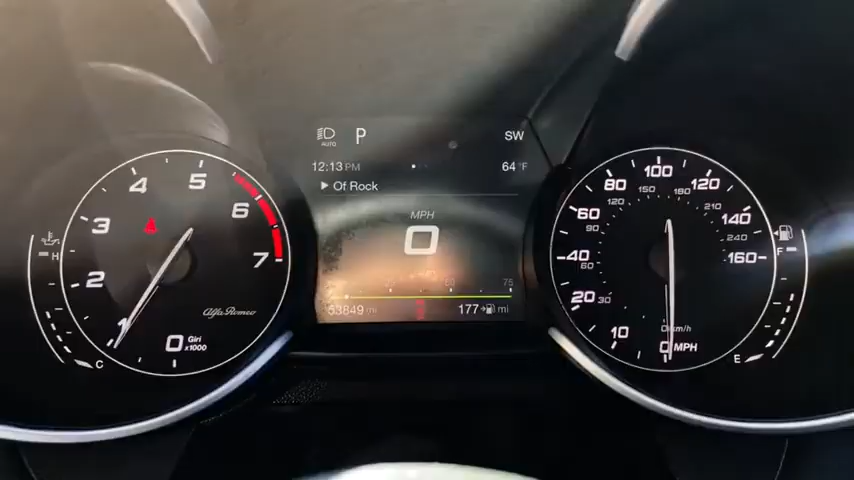 1
2
3
4
5
6
7
Alfa Romeo
0 Giri
x1000
H
C
AUTO
P
SW
12:13 PM
64°F
Of Rock
MPH
0
75
53849 mi
177 mi
0 MPH
10
20
40
60
80
100
120
140
160
30
60
90
120
150
180
210
240
km/h
F
E